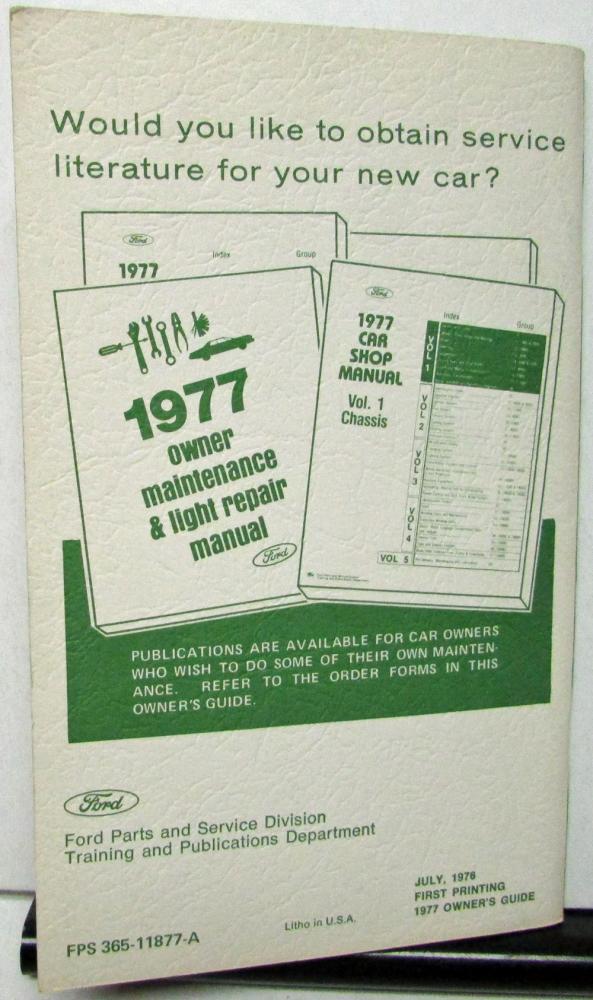 Would you like to obtain service
literature for your new car?
Ford
Index Group
1977
1977
owner
maintenance
& light repair
manual
Ford
Ford
1977
CAR
SHOP
MANUAL
Vol. 1
Chassis
Index Group
VOL 1
VOL 2
VOL 3
VOL 4
VOL 5
PUBLICATIONS ARE AVAILABLE FOR CAR OWNERS
WHO WISH TO DO SOME OF THEIR OWN MAINTEN-
ANCE. REFER TO THE ORDER FORMS IN THIS
OWNER'S GUIDE.
Ford
Ford Parts and Service Division
Training and Publications Department
JULY, 1976
FIRST PRINTING
1977 OWNER'S GUIDE
Litho in U.S.A.
FPS 365-11877-A